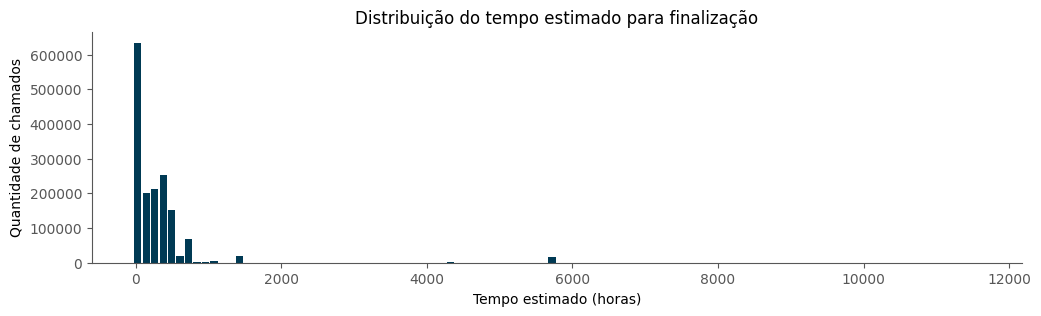 Distribuição do tempo estimado para finalização
Quantidade de chamados
600000
500000
400000
300000
200000
100000
0
0 2000 4000 6000 8000 10000 12000
Tempo estimado (horas)